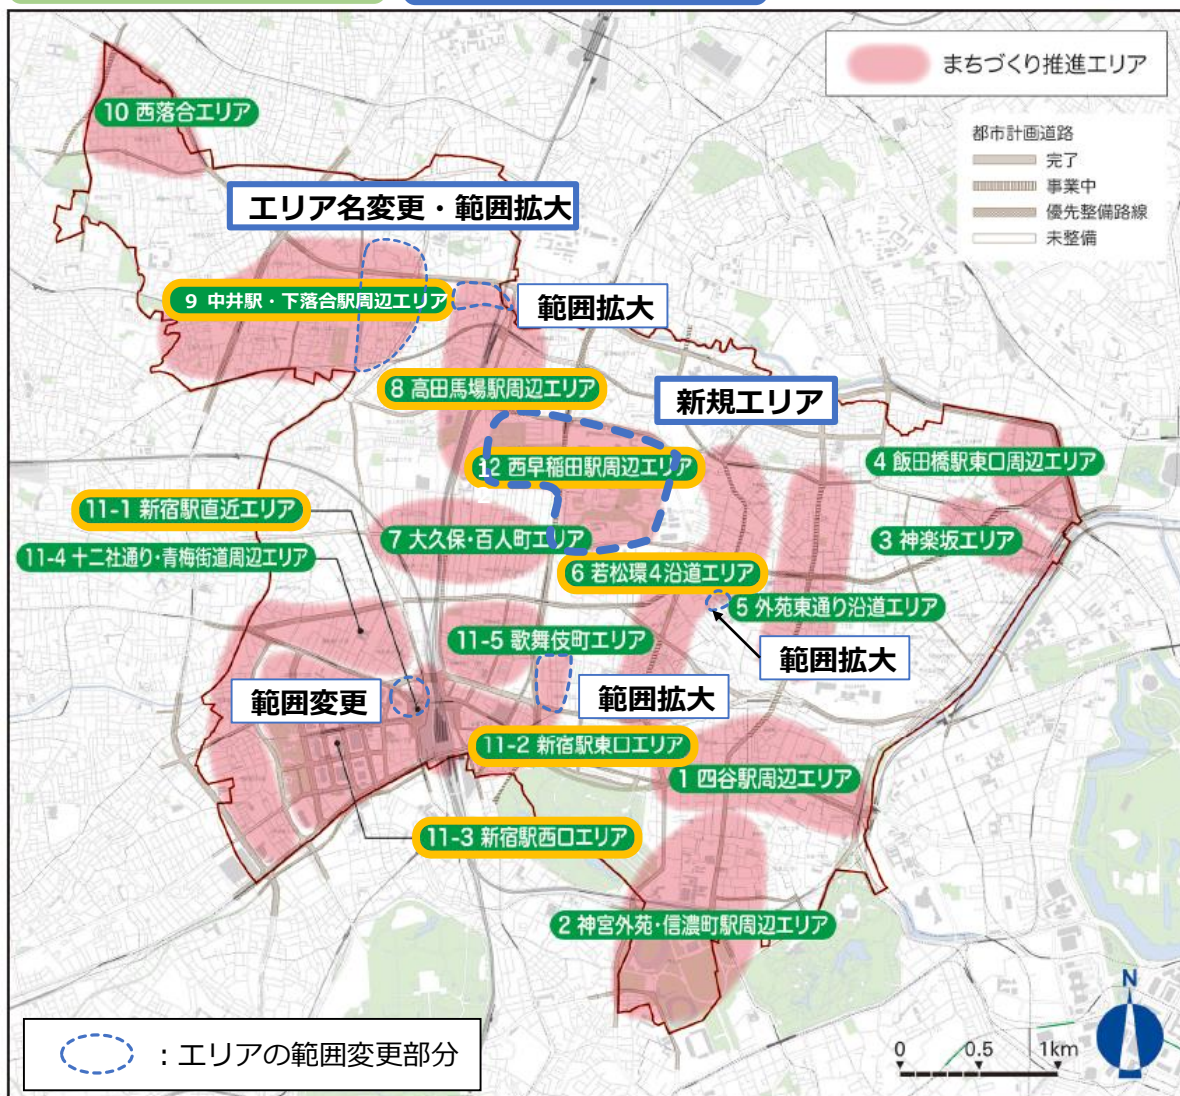 まちづくり推進エリア
都市計画道路
完了
事業中
優先整備路線
未整備
10 西落合エリア
エリア名変更・範囲拡大
9 中井駅・下落合駅周辺エリア
範囲拡大
8 高田馬場駅周辺エリア
新規エリア
12 西早稲田駅周辺エリア
4 飯田橋駅東口周辺エリア
11-1 新宿駅直近エリア
7 大久保・百人町エリア
3 神楽坂エリア
11-4 十二社通り・青梅街道周辺エリア
6 若松環4沿道エリア
5 外苑東通り沿道エリア
11-5 歌舞伎町エリア
範囲拡大
範囲変更
範囲拡大
11-2 新宿駅東口エリア
1 四谷駅周辺エリア
11-3 新宿駅西口エリア
2 神宮外苑・信濃町駅周辺エリア
N
0 0.5 1km
：エリアの範囲変更部分